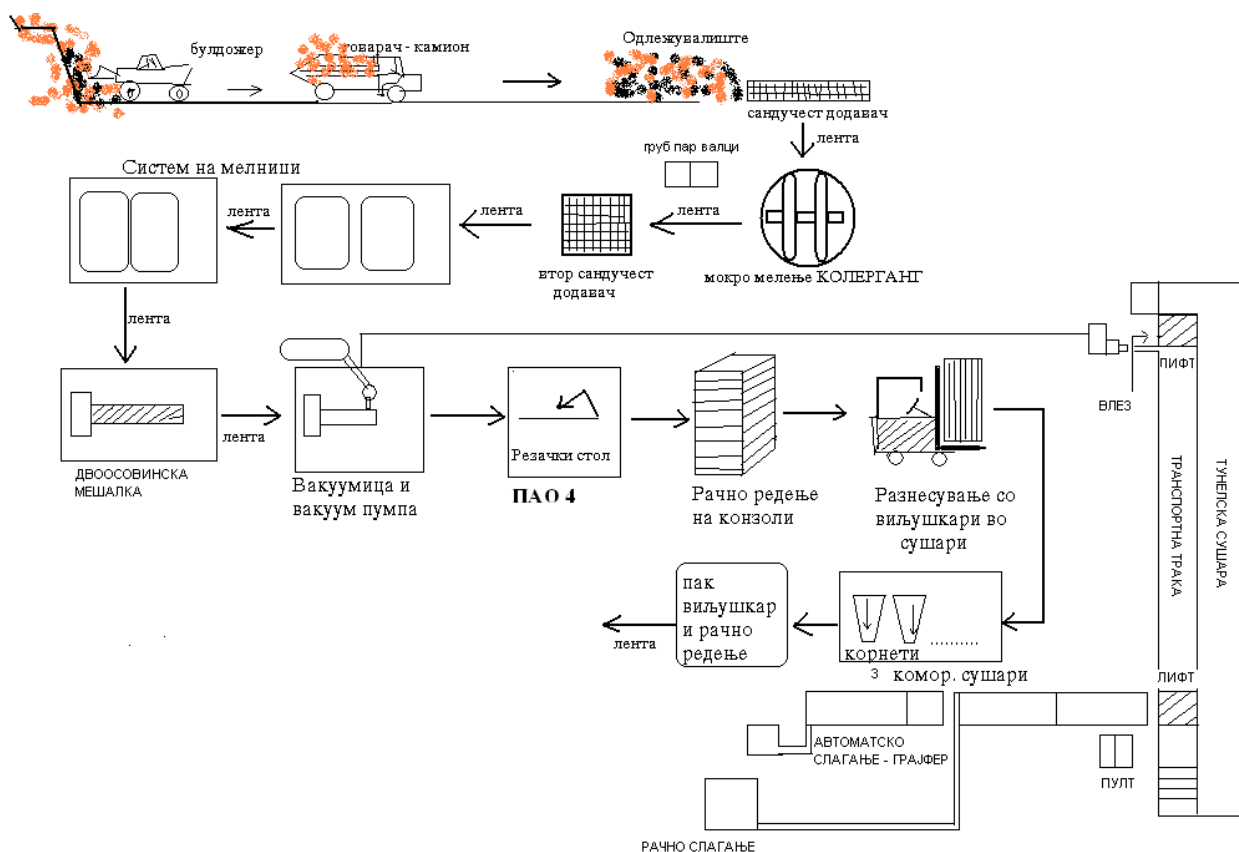 булдожер
товарач - камион
Одлежувалиште
сандучест додавач
лента
груб пар валци
Систем на мелници
лента
лента
лента
втор сандучест
додавач
мокро мелење КОЛЕРГАНГ
лента
ЛИФТ
ВЛЕЗ
лента
Резачки стол
ДВООСОВИНСКА
МЕШАЛКА
Вакуумица и
вакуум пумпа
ПАО 4
Рачно редење
на конзоли
Разнесување со
виљушкари во
сушари
ТРАНСПОРТНА ТРАКА
ТУНЕЛСКА СУШАРА
пак
виљушкар
и рачно
редење
лента
корнети
3 комор. сушари
ЛИФТ
АВТОМАТСКО
СЛАГАЊЕ - ГРАЈФЕР
ПУЛТ
РАЧНО СЛАГАЊЕ